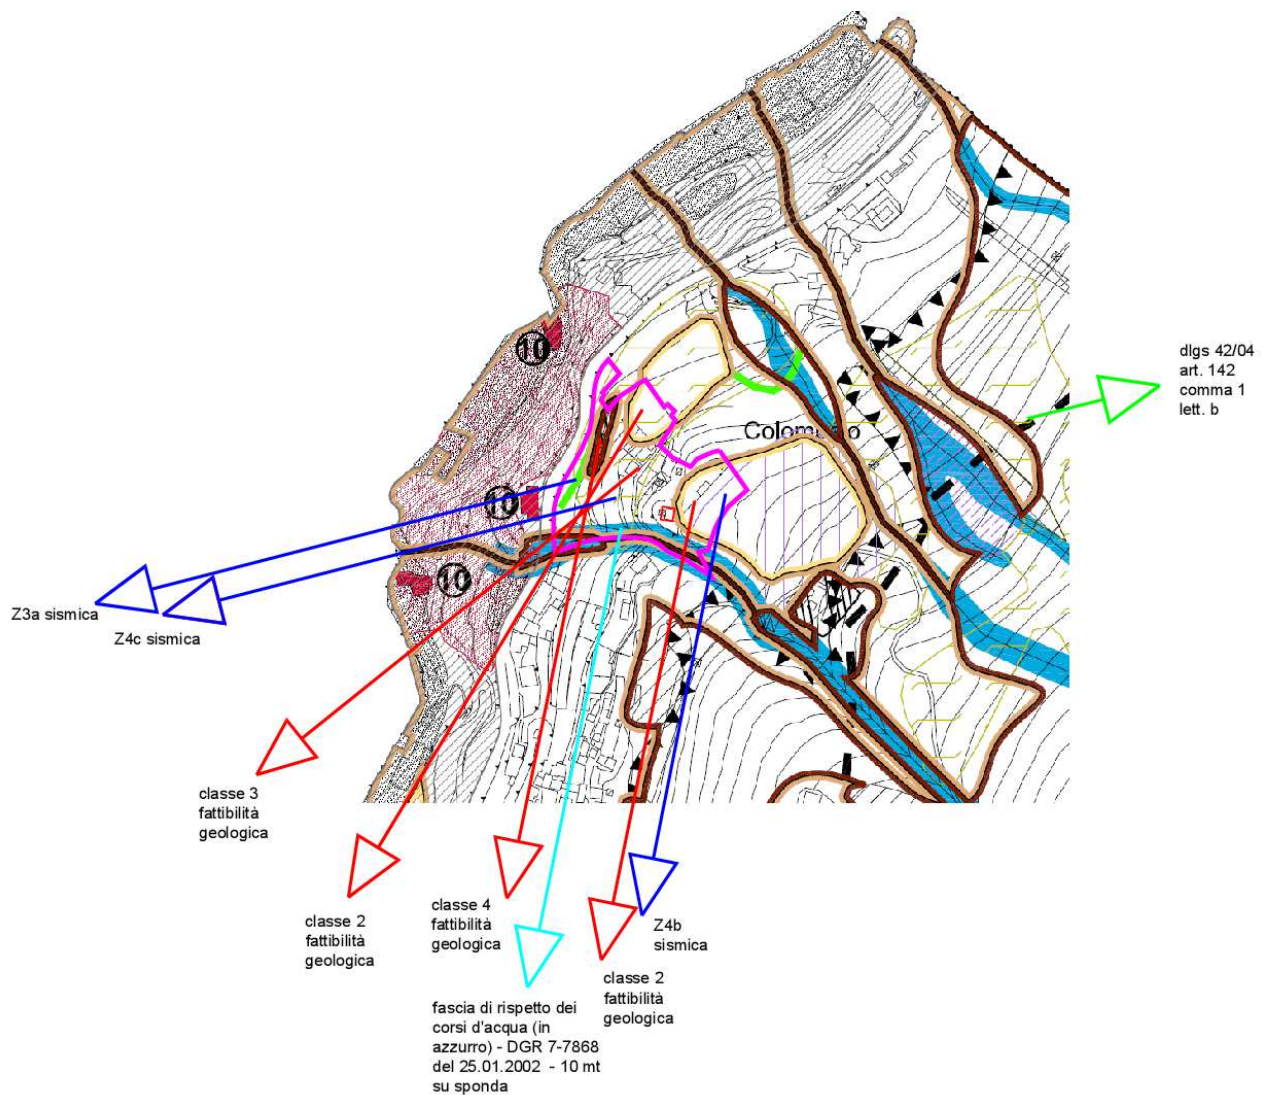 dlgs 42/04
art. 142
comma 1
lett. b
10
10
10
Z3a sismica
Z4c sismica
classe 3
fattibilità
geologica
classe 2
fattibilità
geologica
classe 4
fattibilità
geologica
Z4b
sismica
classe 2
fattibilità
geologica
fascia di rispetto dei
corsi d'acqua (in
azzurro) - DGR 7-7868
del 25.01.2002 - 10 mt
su sponda